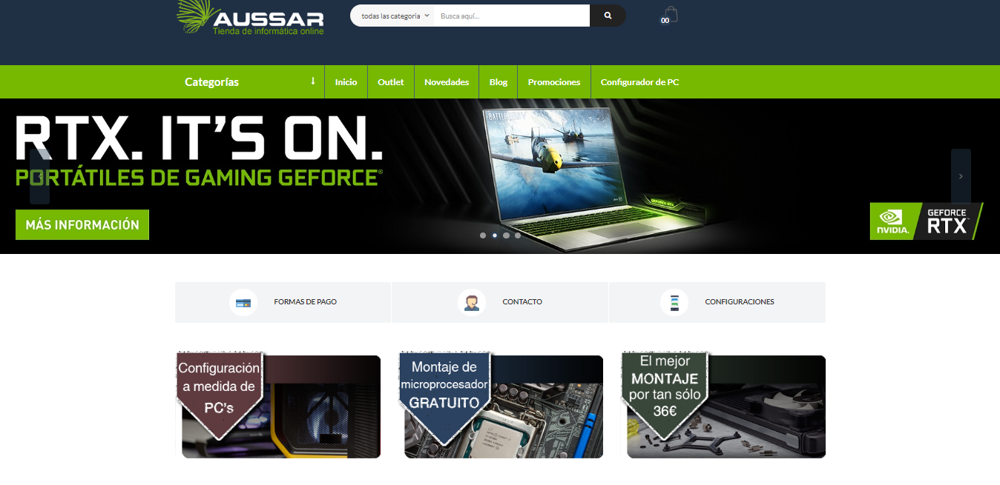 AUSSAR
Tienda de informática online
todas las categoria
Busca aquí...
00
Categorías
Inicio
Outlet
Novedades
Blog
Promociones
Configurador de PC
RTX. IT'S ON.
PORTÁTILES DE GAMING GEFORCE®
MÁS INFORMACIÓN
GEFORCE RTX
NVIDIA.
GEFORCE
RTX™
FORMAS DE PAGO
CONTACTO
CONFIGURACIONES
Configuración
a medida de
PC's
Montaje de
microprocesador
GRATUITO
El mejor
MONTAJE
por tan sólo
36€